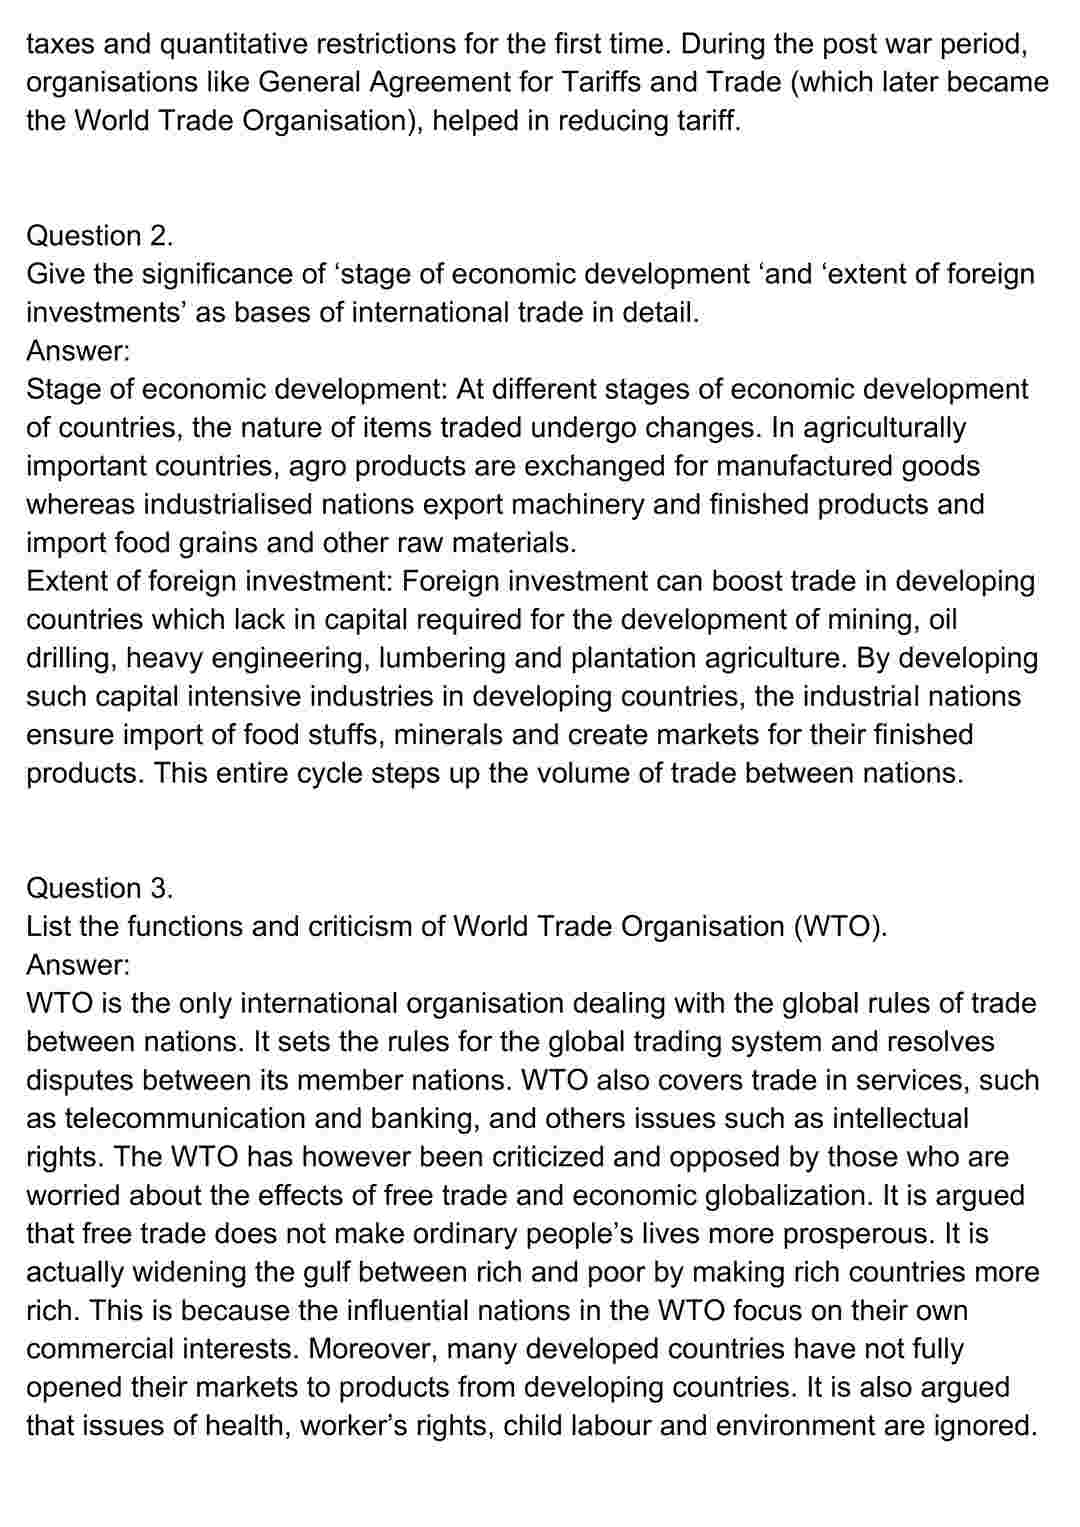 taxes and quantitative restrictions for the first time. During the post war period,
organisations like General Agreement for Tariffs and Trade (which later became
the World Trade Organisation), helped in reducing tariff.
Question 2.
Give the significance of ‘stage of economic development ‘and ‘extent of foreign
investments’ as bases of international trade in detail.
Answer:
Stage of economic development: At different stages of economic development
of countries, the nature of items traded undergo changes. In agriculturally
important countries, agro products are exchanged for manufactured goods
whereas industrialised nations export machinery and finished products and
import food grains and other raw materials.
Extent of foreign investment: Foreign investment can boost trade in developing
countries which lack in capital required for the development of mining, oil
drilling, heavy engineering, lumbering and plantation agriculture. By developing
such capital intensive industries in developing countries, the industrial nations
ensure import of food stuffs, minerals and create markets for their finished
products. This entire cycle steps up the volume of trade between nations.
Question 3.
List the functions and criticism of World Trade Organisation (WTO).
Answer:
WTO is the only international organisation dealing with the global rules of trade
between nations. It sets the rules for the global trading system and resolves
disputes between its member nations. WTO also covers trade in services, such
as telecommunication and banking, and others issues such as intellectual
rights. The WTO has however been criticized and opposed by those who are
worried about the effects of free trade and economic globalization. It is argued
that free trade does not make ordinary people’s lives more prosperous. It is
actually widening the gulf between rich and poor by making rich countries more
rich. This is because the influential nations in the WTO focus on their own
commercial interests. Moreover, many developed countries have not fully
opened their markets to products from developing countries. It is also argued
that issues of health, worker’s rights, child labour and environment are ignored.